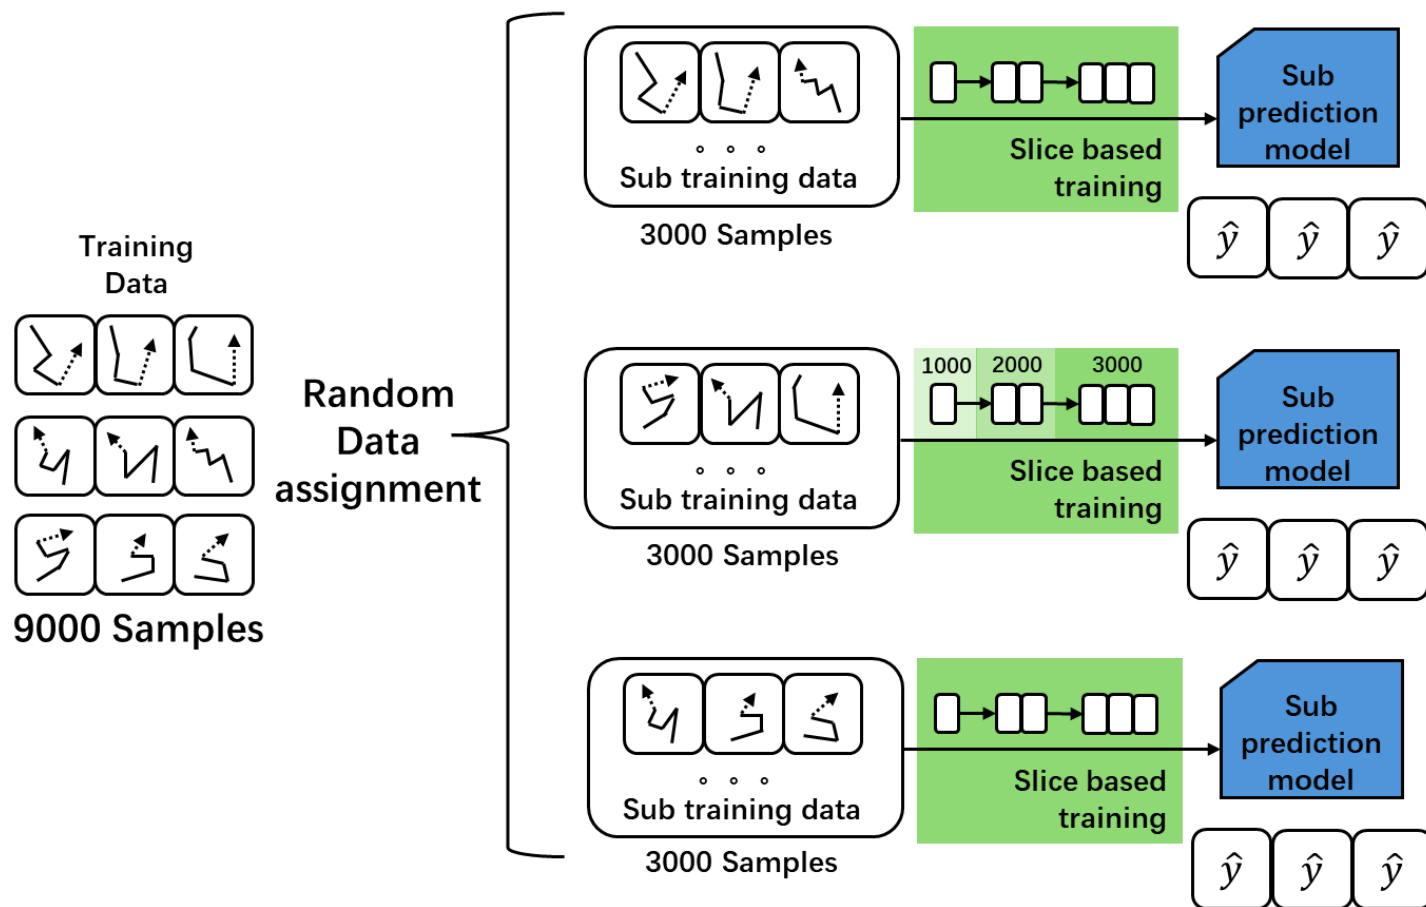 Training
Data
9000 Samples
Random
Data
assignment
Sub training data
3000 Samples
Slice based
training
Sub
prediction
model
ŷ ŷ ŷ
Sub training data
3000 Samples
1000 2000 3000
Slice based
training
Sub
prediction
model
ŷ ŷ ŷ
Sub training data
3000 Samples
Slice based
training
Sub
prediction
model
ŷ ŷ ŷ